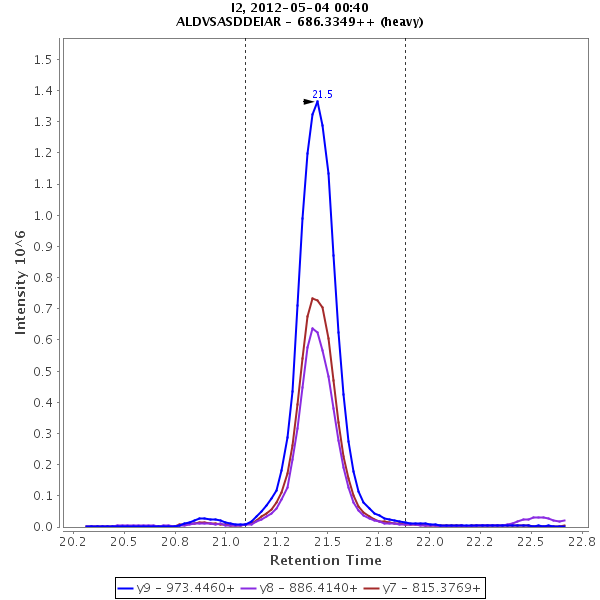 I2, 2012-05-04 00:40
ALDVSASDDEIAR - 686.3349++ (heavy)
1.5
1.4
1.3
1.2
1.1
1.0
0.9
0.8
0.7
0.6
0.5
0.4
0.3
0.2
0.1
0.0
Intensity 10^6
21.5
20.2 20.5 20.8 21.0 21.2 21.5 21.8 22.0 22.2 22.5 22.8
Retention Time
y9 - 973.4460+ y8 - 886.4140+ y7 - 815.3769+